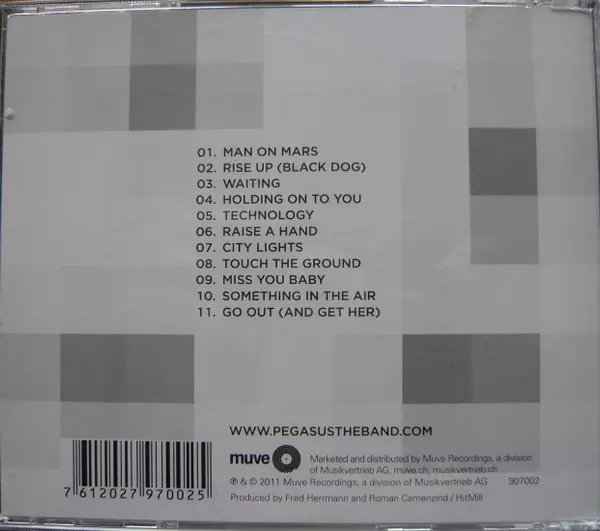 01. MAN ON MARS
02. RISE UP (BLACK DOG)
03. WAITING
04. HOLDING ON TO YOU
05. TECHNOLOGY
06. RAISE A HAND
07. CITY LIGHTS
08. TOUCH THE GROUND
09. MISS YOU BABY
10. SOMETHING IN THE AIR
11. GO OUT (AND GET HER)
WWW.PEGASUSTHEBAND.COM
muve
Marketed and distributed by Muve Recordings, a division
of Musikvertrieb AG, muve.ch, musikvertrieb.ch
℗ & © 2011 Muve Recordings, a division of Musikvertrieb AG 907002
Produced by Fred Herrmann and Roman Camenzind / HitMill
7 612027 970025